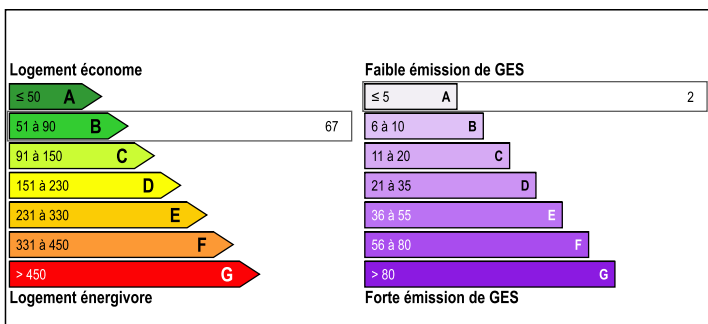 Logement économe
≤ 50 A
51 à 90 B 67
91 à 150 C
151 à 230 D
231 à 330 E
331 à 450 F
> 450 G
Logement énergivore
Faible émission de GES
≤ 5 A 2
6 à 10 B
11 à 20 C
21 à 35 D
36 à 55 E
56 à 80 F
> 80 G
Forte émission de GES